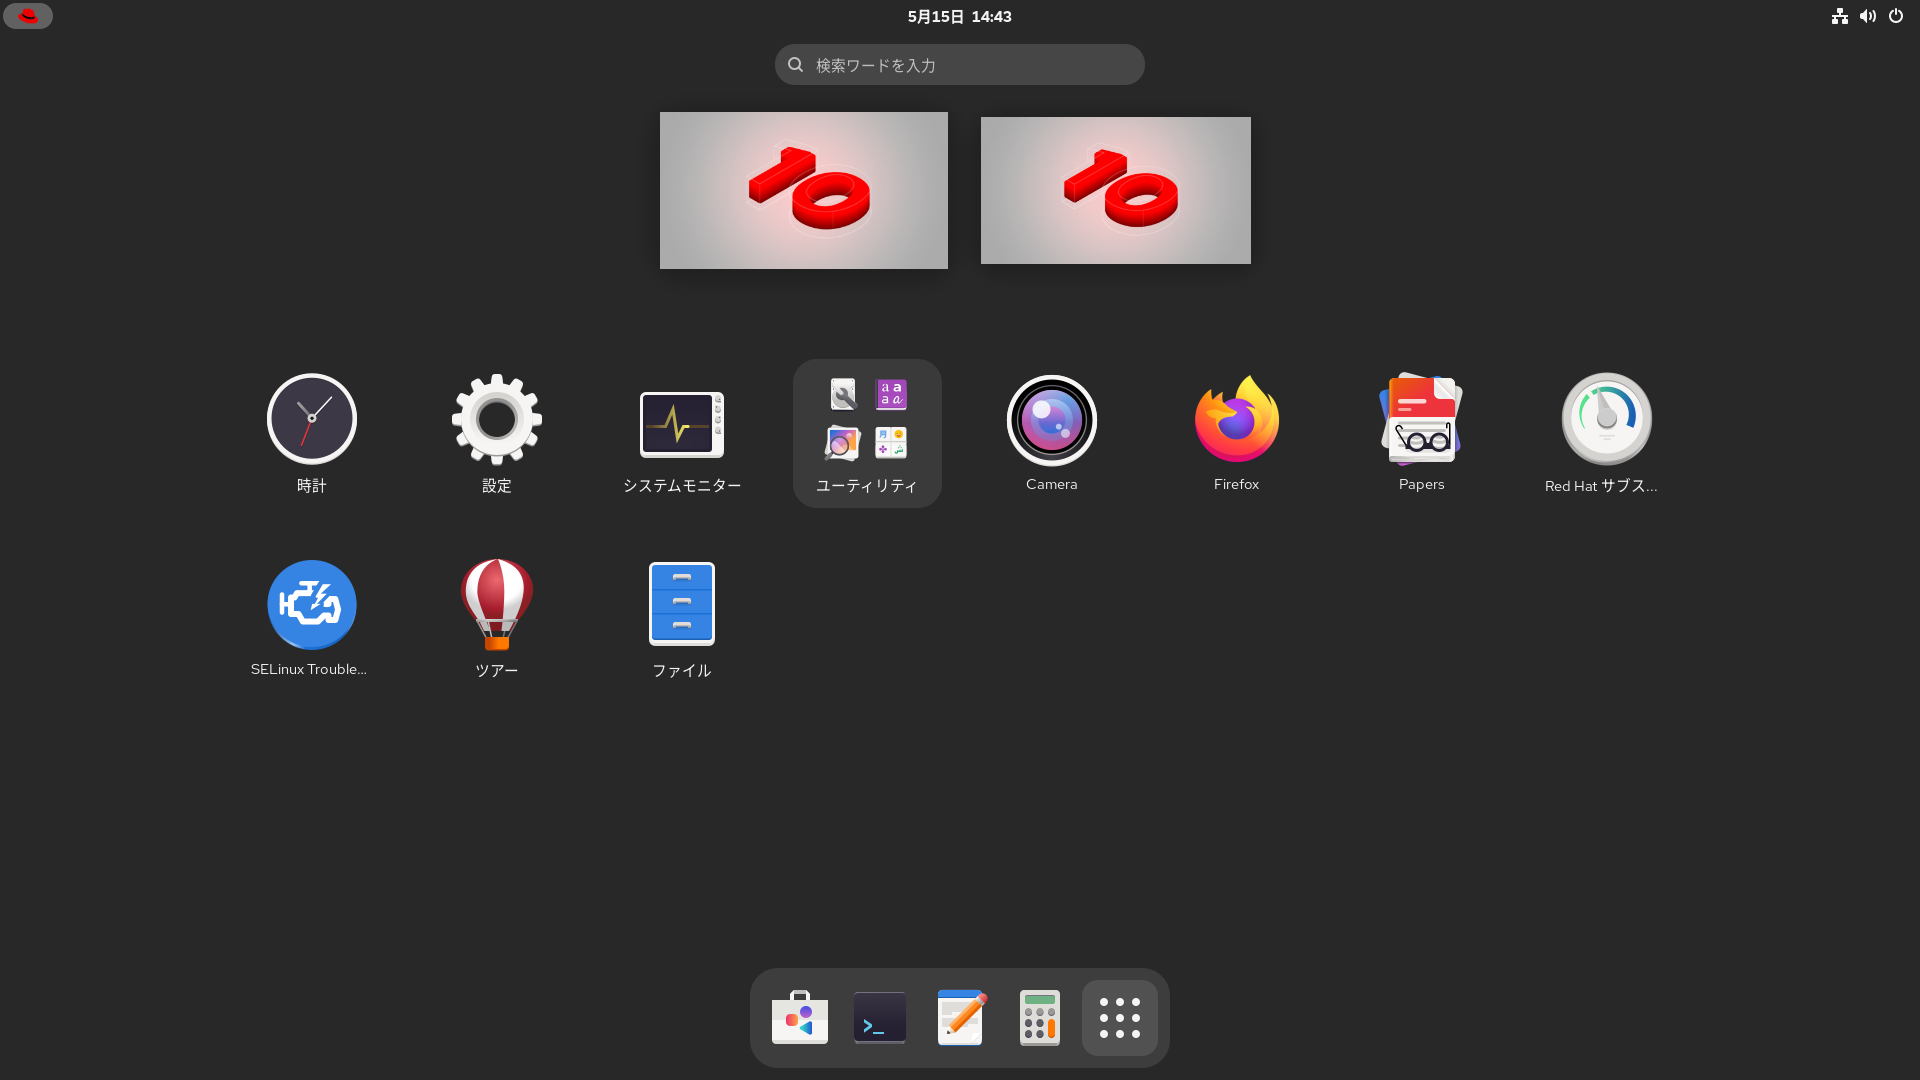 5月15日 14:43
検索ワードを入力
10
10
時計
設定
システムモニター
ユーティリティ
Camera
Firefox
Papers
Red Hat サブス...
SELinux Trouble...
ツアー
ファイル
>_